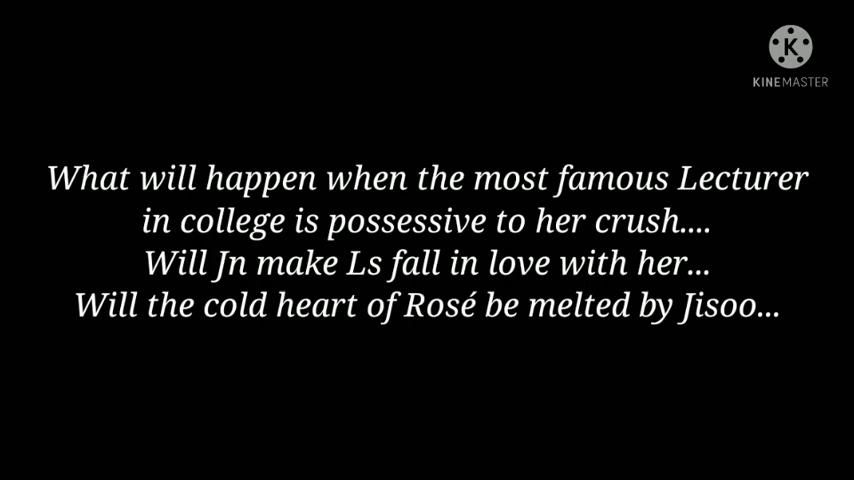 K
KINEMASTER
What will happen when the most famous Lecturer
in college is possessive to her crush....
Will Jn make Ls fall in love with her...
Will the cold heart of Rosé be melted by Jisoo...